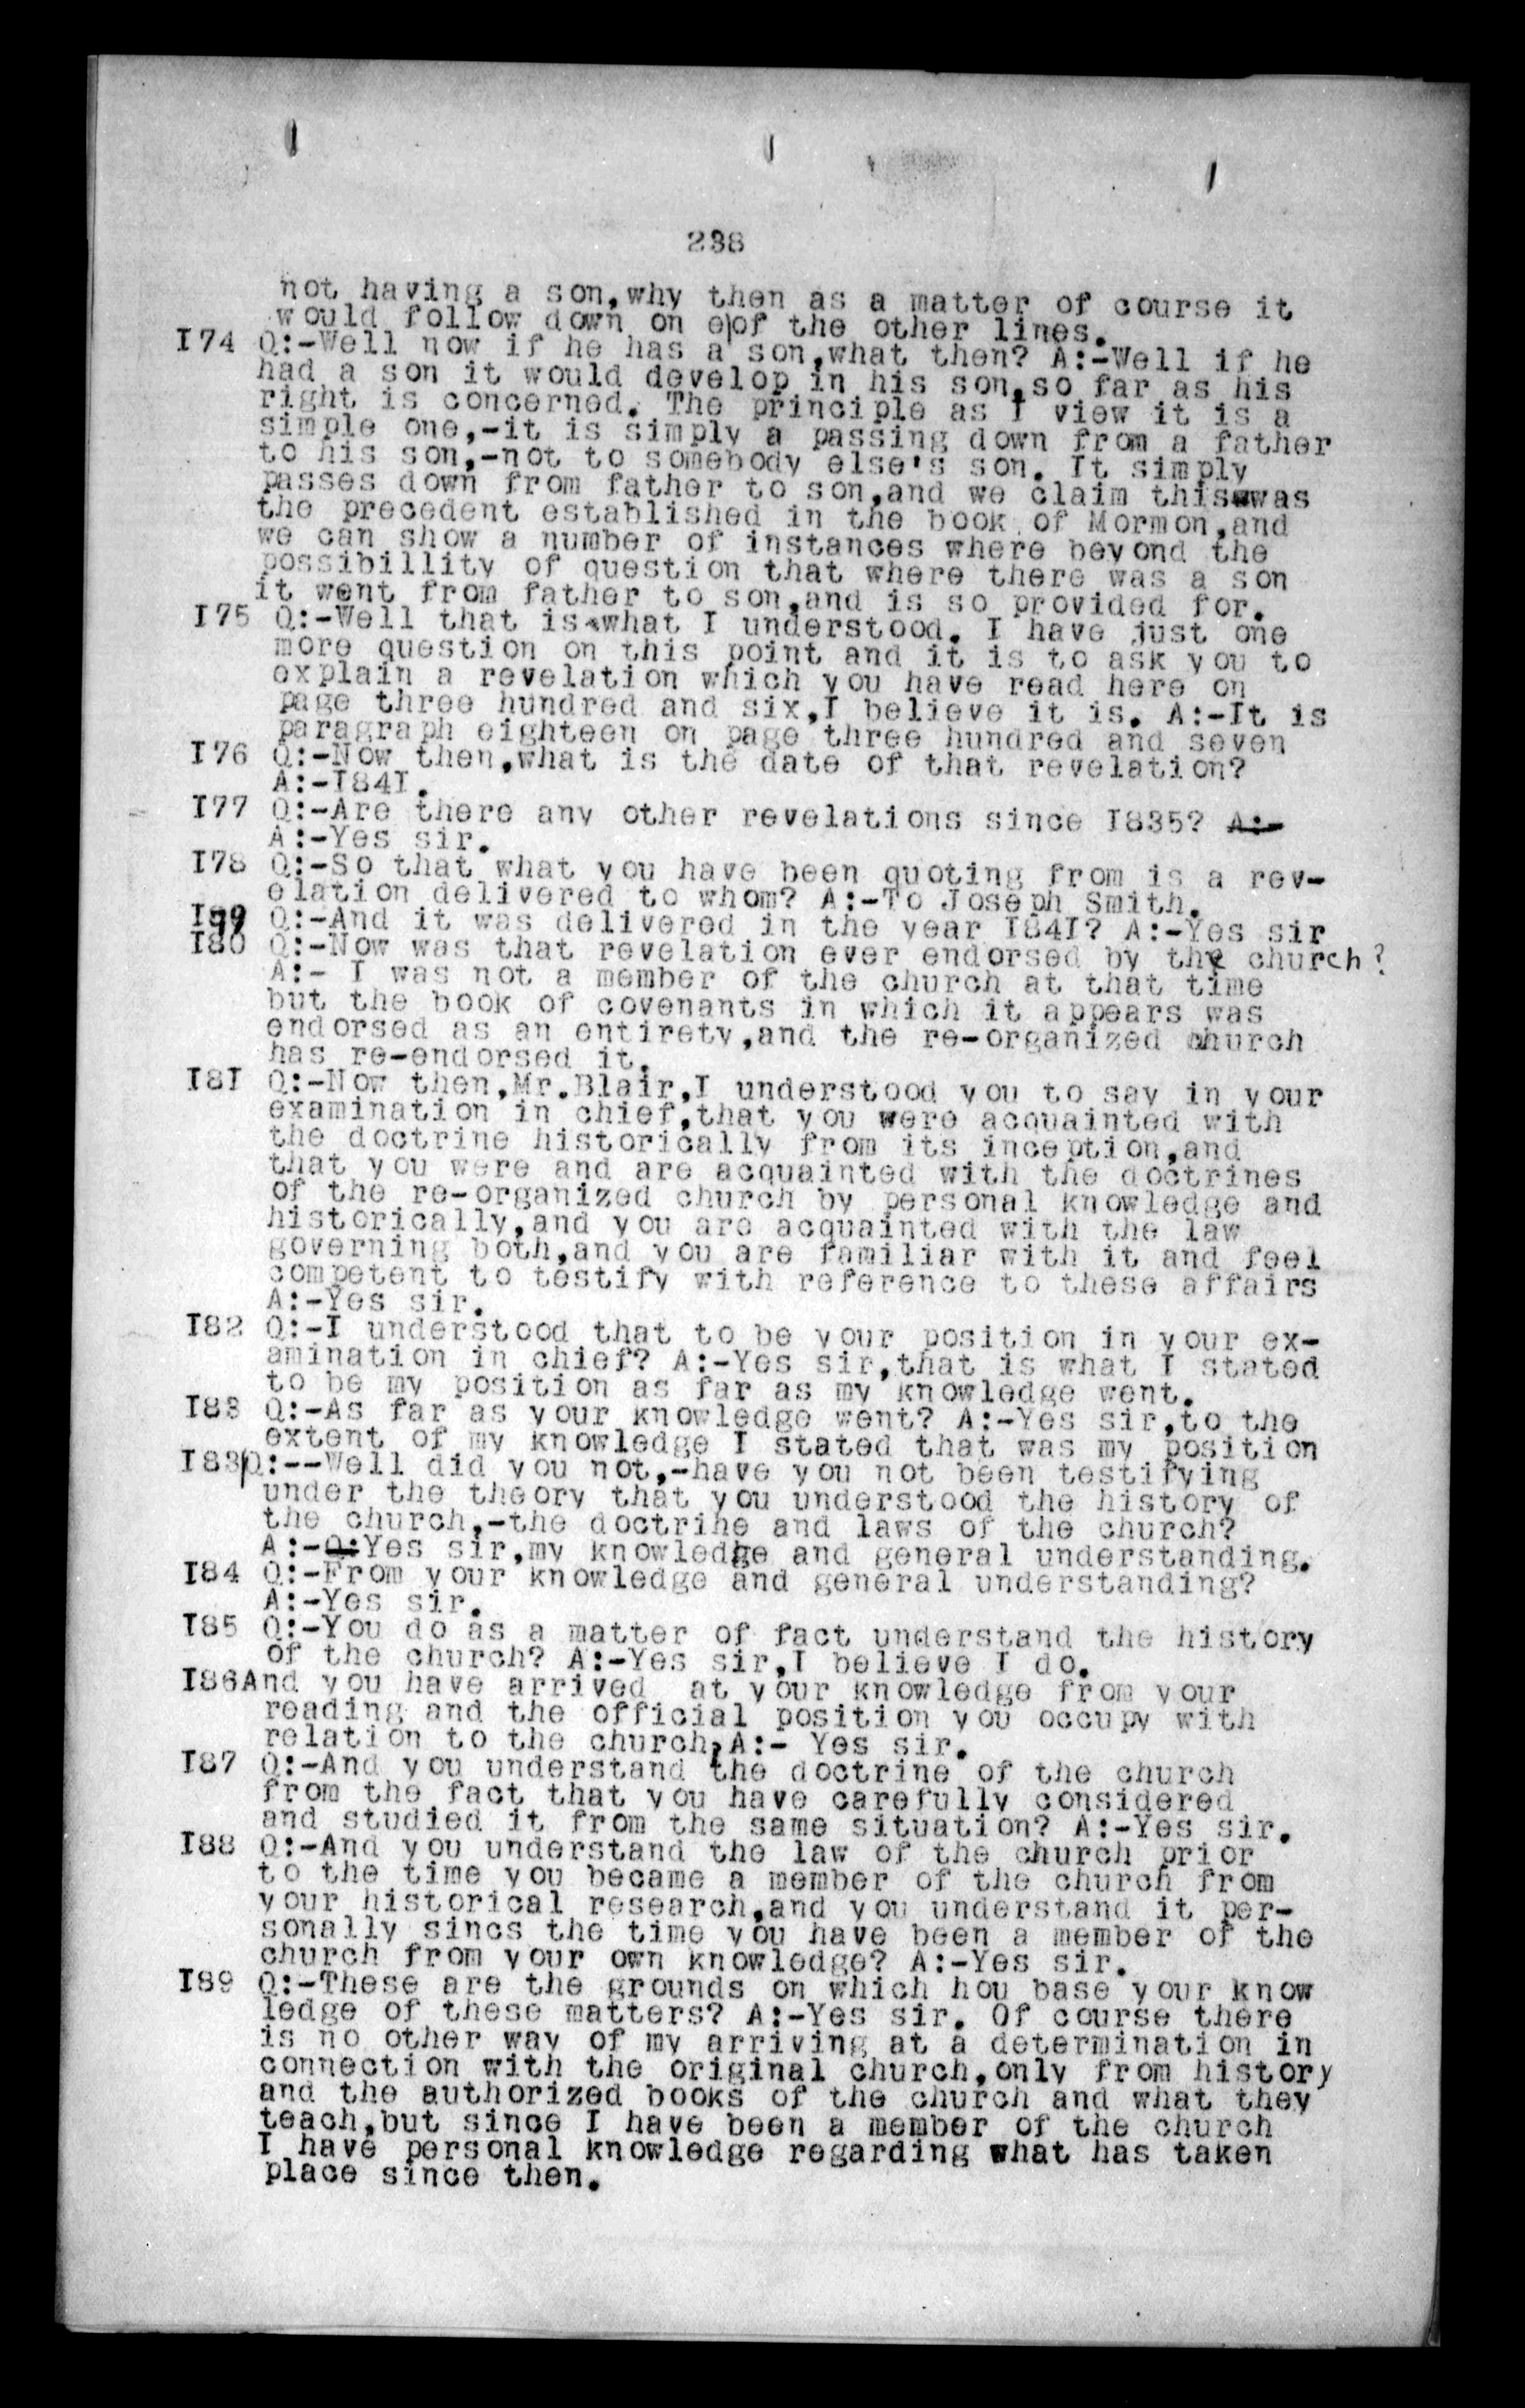 238
not having a son,why then as a matter of course it
would follow down on e of the other lines.
I74 Q:-Well now if he has a son,what then? A:-Well if he
had a son it would develop in his son,so far as his
right is concerned. The principle as I view it is a
simple one,-it is simply a passing down from a father
to his son,-not to somebody else's son. It simply
passes down from father to son,and we claim this was
the precedent established in the book of Mormon,and
we can show a number of instances where beyond the
possibillity of question that where there was a son
it went from father to son,and is so provided for.
I75 Q:-Well that is what I understood. I have just one
more question on this point and it is to ask you to
explain a revelation which you have read here on
page three hundred and six,I believe it is. A:-It is
paragraph eighteen on page three hundred and seven
I76 Q:-Now then,what is the date of that revelation?
A:-I84I.
I77 Q:-Are there any other revelations since I835? A:-
A:-Yes sir.
I78 Q:-So that what you have been quoting from is a rev-
elation delivered to whom? A:-To Joseph Smith.
I79 Q:-And it was delivered in the year I84I? A:-Yes sir
I80 Q:-Now was that revelation ever endorsed by the church?
A:- I was not a member of the church at that time
but the book of covenants in which it appears was
endorsed as an entirety,and the re-organized church
has re-endorsed it.
I8I Q:-Now then,Mr.Blair,I understood you to say in your
examination in chief,that you were acquainted with
the doctrine historically from its inception,and
that you were and are acquainted with the doctrines
of the re-organized church by personal knowledge and
historically,and you are acquainted with the law
governing both,and you are familiar with it and feel
competent to testify with reference to these affairs
A:-Yes sir.
I82 Q:-I understood that to be your position in your ex-
amination in chief? A:-Yes sir,that is what I stated
to be my position as far as my knowledge went.
I83 Q:-As far as your knowledge went? A:-Yes sir,to the
extent of my knowledge I stated that was my position
I83 Q:--Well did you not,-have you not been testifying
under the theory that you understood the history of
the church,-the doctrine and laws of the church?
A:-Q:Yes sir,my knowledge and general understanding.
I84 Q:-From your knowledge and general understanding?
A:-Yes sir.
I85 Q:-You do as a matter of fact understand the history
of the church? A:-Yes sir,I believe I do.
I86And you have arrived at your knowledge from your
reading and the official position you occupy with
relation to the church,A:- Yes sir.
I87 Q:-And you understand the doctrine of the church
from the fact that you have carefully considered
and studied it from the same situation? A:-Yes sir.
I88 Q:-And you understand the law of the church prior
to the time you became a member of the church from
your historical research,and you understand it per-
sonally sincs the time you have been a member of the
church from your own knowledge? A:-Yes sir.
I89 Q:-These are the grounds on which hou base your know
ledge of these matters? A:-Yes sir. Of course there
is no other way of my arriving at a determination in
connection with the original church,only from history
and the authorized books of the church and what they
teach,but since I have been a member of the church
I have personal knowledge regarding what has taken
place since then.